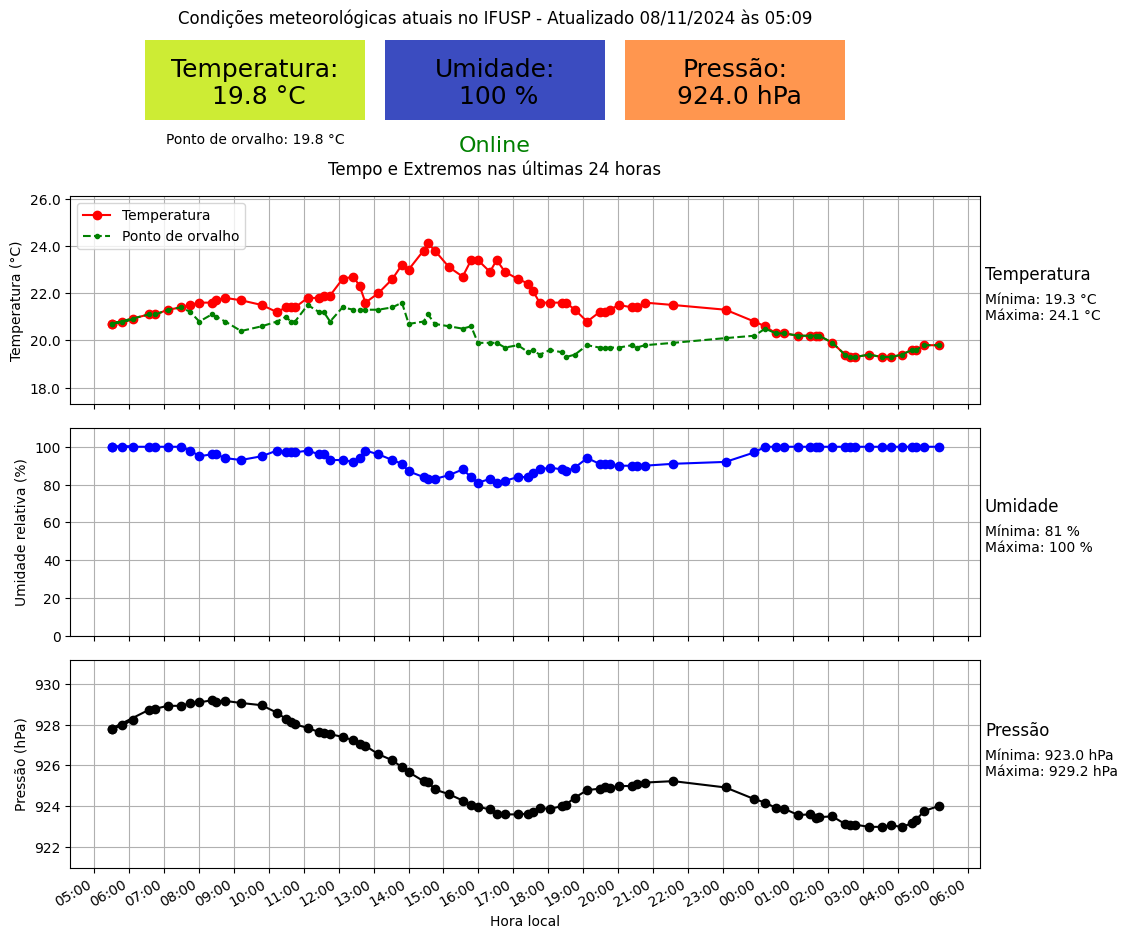 Condições meteorológicas atuais no IFUSP - Atualizado 08/11/2024 às 05:09
Temperatura:
19.8 °C
Umidade:
100 %
Pressão:
924.0 hPa
Ponto de orvalho: 19.8 °C
Online
Tempo e Extremos nas últimas 24 horas
Temperatura (°C)
26.0
24.0
22.0
20.0
18.0
Temperatura
Ponto de orvalho
Temperatura
Mínima: 19.3 °C
Máxima: 24.1 °C
Umidade relativa (%)
100
80
60
40
20
0
Umidade
Mínima: 81 %
Máxima: 100 %
Pressão (hPa)
930
928
926
924
922
Pressão
Mínima: 923.0 hPa
Máxima: 929.2 hPa
05:00 06:00 07:00 08:00 09:00 10:00 11:00 12:00 13:00 14:00 15:00 16:00 17:00 18:00 19:00 20:00 21:00 22:00 23:00 00:00 01:00 02:00 03:00 04:00 05:00 06:00
Hora local